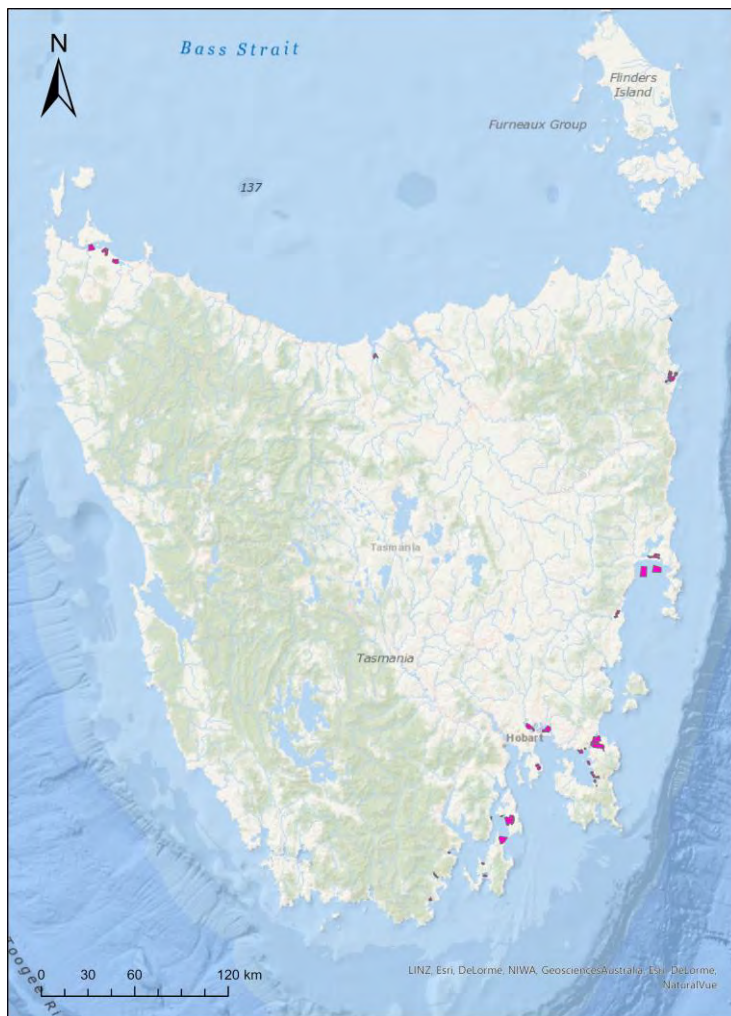 N
Bass Strait
Flinders
Island
Furneaux Group
137
Tasmania
Tasmania
Hobart
0 30 60 120 km
LINZ, Esri, DeLorme, NIWA, GeosciencesAustralia, Esri, DeLorme,
NaturalVue
Toogee